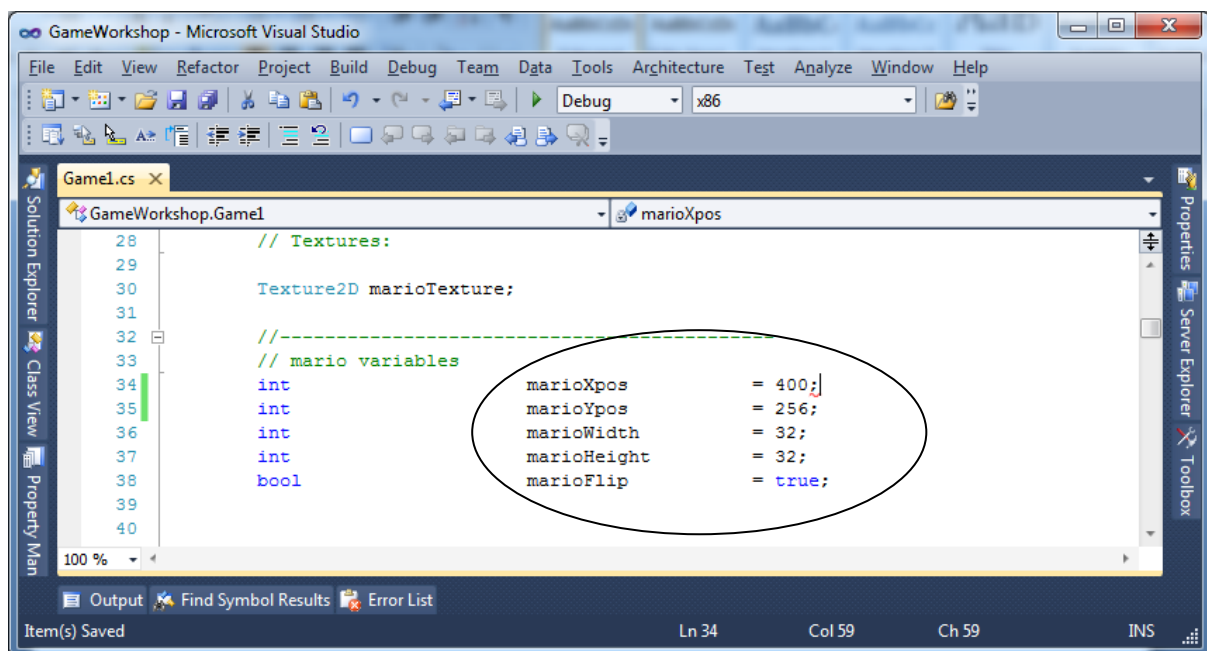 GameWorkshop - Microsoft Visual Studio
File Edit View Refactor Project Build Debug Team Data Tools Architecture Test Analyze Window Help
Debug x86
Game1.cs
GameWorkshop.Game1 marioXpos
28 // Textures:
29
30 Texture2D marioTexture;
31
32 //--------------------------------------------
33 // mario variables
34 int marioXpos = 400;
35 int marioYpos = 256;
36 int marioWidth = 32;
37 int marioHeight = 32;
38 bool marioFlip = true;
39
40
100 %
Solution Explorer
Class View
Property Man
Properties
Server Explorer
Toolbox
Output Find Symbol Results Error List
Item(s) Saved Ln 34 Col 59 Ch 59 INS